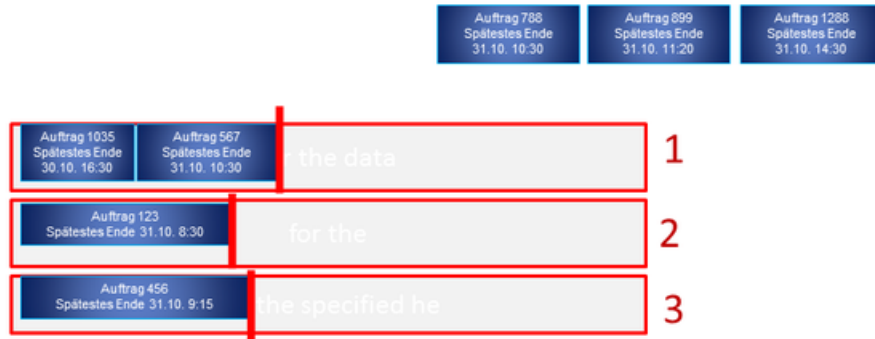 Auftrag 788
Spätestes Ende
31.10. 10:30
Auftrag 899
Spätestes Ende
31.10. 11:20
Auftrag 1288
Spätestes Ende
31.10. 14:30
Auftrag 1035
Spätestes Ende
30.10. 16:30
Auftrag 567
Spätestes Ende
31.10. 10:30
the data
1
Auftrag 123
Spätestes Ende 31.10. 8:30
for the
2
Auftrag 456
Spätestes Ende 31.10. 9:15
the specified he
3